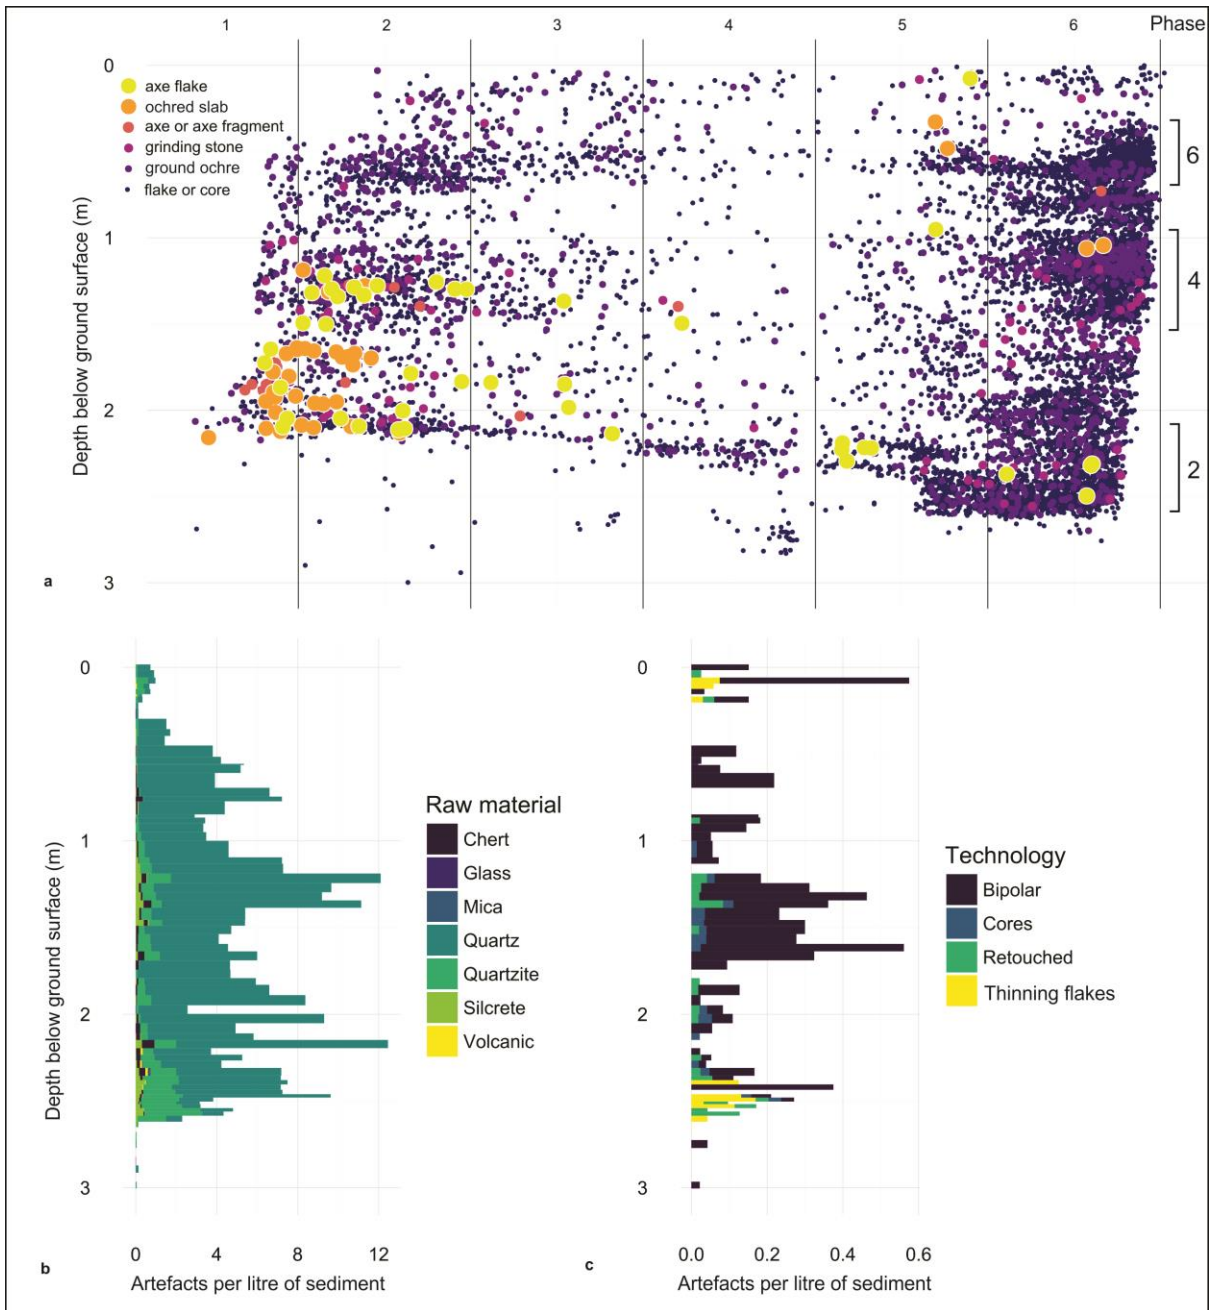 1 2 3 4 5 6 Phase
0
axe flake
ochred slab
axe or axe fragment
grinding stone
ground ochre
flake or core
6
1
4
2
2
3
Depth below ground surface (m)
a
0
1
2
3
Depth below ground surface (m)
0 4 8 12
Artefacts per litre of sediment
b
Raw material
Chert
Glass
Mica
Quartz
Quartzite
Silcrete
Volcanic
0
1
2
3
Depth below ground surface (m)
0.0 0.2 0.4 0.6
Artefacts per litre of sediment
c
Technology
Bipolar
Cores
Retouched
Thinning flakes